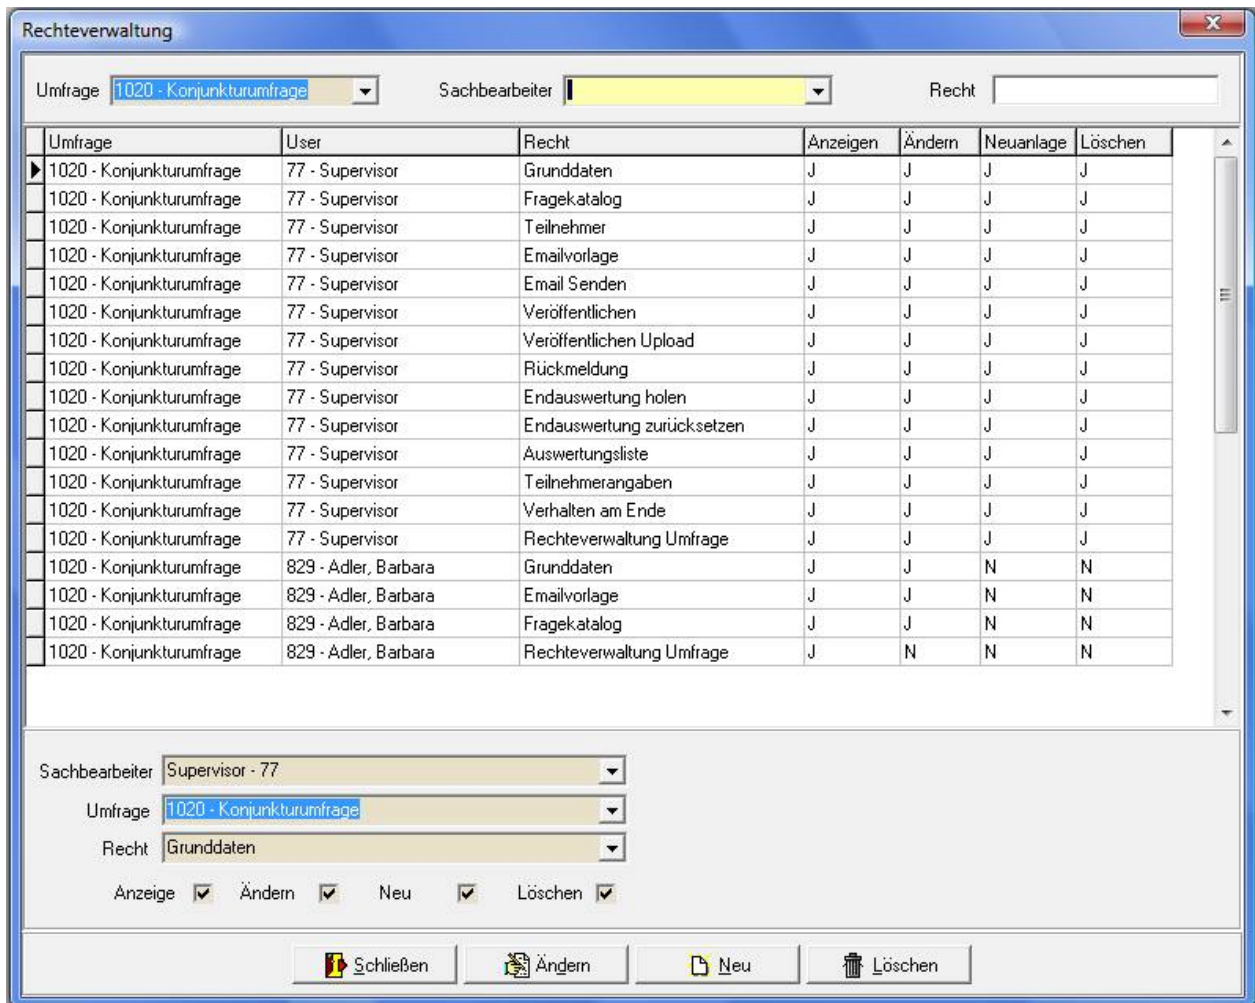 Rechteverwaltung
Umfrage 1020 - Konjunkturumfrage Sachbearbeiter Recht
Umfrage User Recht Anzeigen Ändern Neuanlage Löschen
1020 - Konjunkturumfrage 77 - Supervisor Grunddaten J J J J
1020 - Konjunkturumfrage 77 - Supervisor Fragekatalog J J J J
1020 - Konjunkturumfrage 77 - Supervisor Teilnehmer J J J J
1020 - Konjunkturumfrage 77 - Supervisor Emailvorlage J J J J
1020 - Konjunkturumfrage 77 - Supervisor Email Senden J J J J
1020 - Konjunkturumfrage 77 - Supervisor Veröffentlichen J J J J
1020 - Konjunkturumfrage 77 - Supervisor Veröffentlichen Upload J J J J
1020 - Konjunkturumfrage 77 - Supervisor Rückmeldung J J J J
1020 - Konjunkturumfrage 77 - Supervisor Endauswertung holen J J J J
1020 - Konjunkturumfrage 77 - Supervisor Endauswertung zurücksetzen J J J J
1020 - Konjunkturumfrage 77 - Supervisor Auswertungsliste J J J J
1020 - Konjunkturumfrage 77 - Supervisor Teilnehmerangaben J J J J
1020 - Konjunkturumfrage 77 - Supervisor Verhalten am Ende J J J J
1020 - Konjunkturumfrage 77 - Supervisor Rechteverwaltung Umfrage J J J J
1020 - Konjunkturumfrage 829 - Adler, Barbara Grunddaten J J N N
1020 - Konjunkturumfrage 829 - Adler, Barbara Emailvorlage J J N N
1020 - Konjunkturumfrage 829 - Adler, Barbara Fragekatalog J J N N
1020 - Konjunkturumfrage 829 - Adler, Barbara Rechteverwaltung Umfrage J N N N
Sachbearbeiter Supervisor - 77
Umfrage 1020 - Konjunkturumfrage
Recht Grunddaten
Anzeige Ändern Neu Löschen
Schließen Ändern Neu Löschen